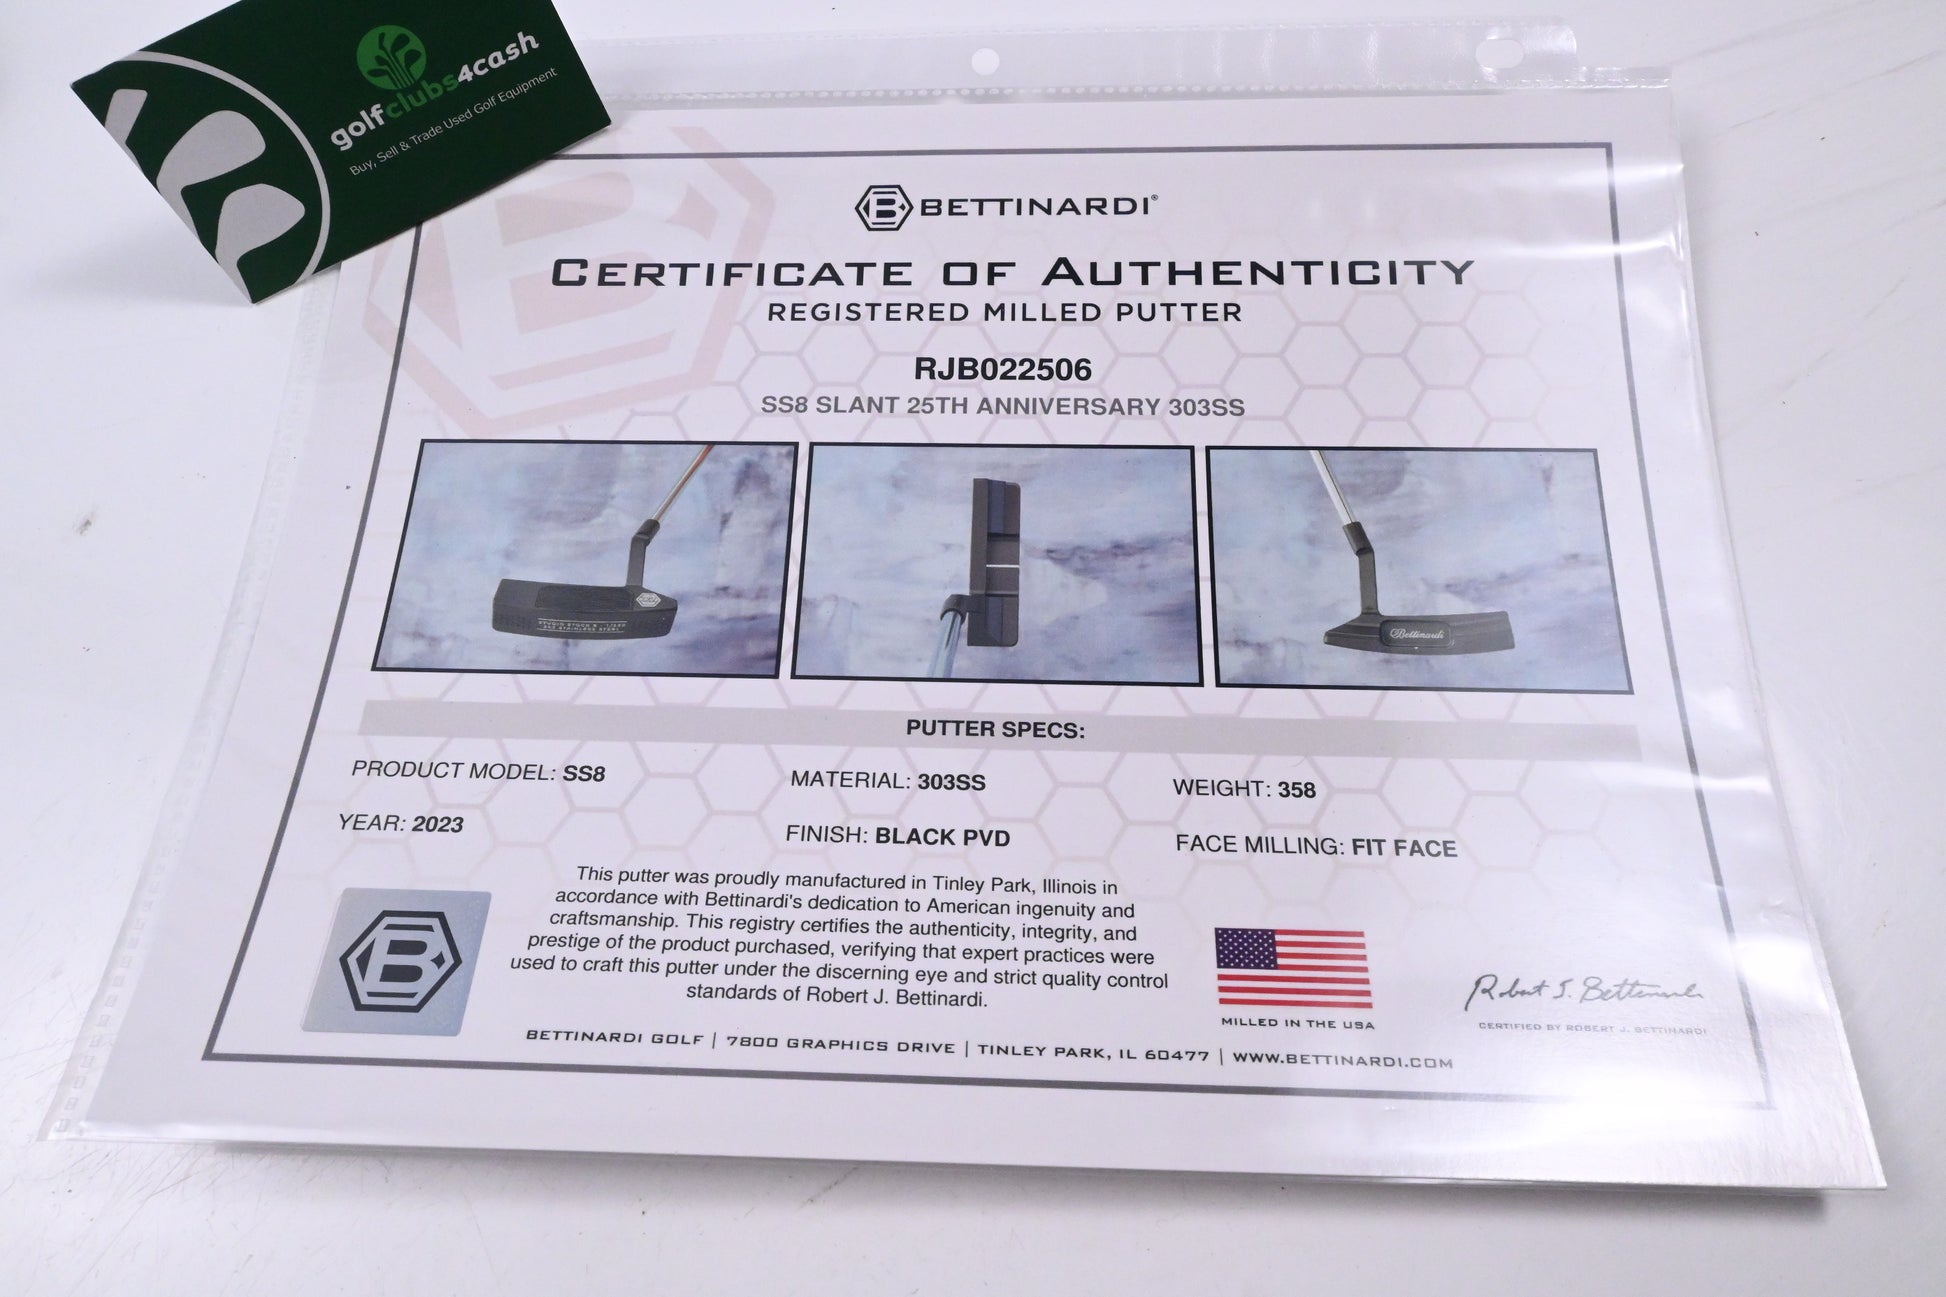 golfclubs4cash
Buy, Sell & Trade Used Golf Equipment
BETTINARDI®
CERTIFICATE OF AUTHENTICITY
REGISTERED MILLED PUTTER
RJB022506
SS8 SLANT 25TH ANNIVERSARY 303SS
Bettinardi
PUTTER SPECS:
PRODUCT MODEL: SS8
MATERIAL: 303SS
WEIGHT: 358
YEAR: 2023
FINISH: BLACK PVD
FACE MILLING: FIT FACE
This putter was proudly manufactured in Tinley Park, Illinois in
accordance with Bettinardi's dedication to American ingenuity and
craftsmanship. This registry certifies the authenticity, integrity, and
prestige of the product purchased, verifying that expert practices were
used to craft this putter under the discerning eye and strict quality control
standards of Robert J. Bettinardi.
MILLED IN THE USA
Robert J. Bettinardi
CERTIFIED BY ROBERT J. BETTINARDI
BETTINARDI GOLF | 7800 GRAPHICS DRIVE | TINLEY PARK, IL 60477 | WWW.BETTINARDI.COM